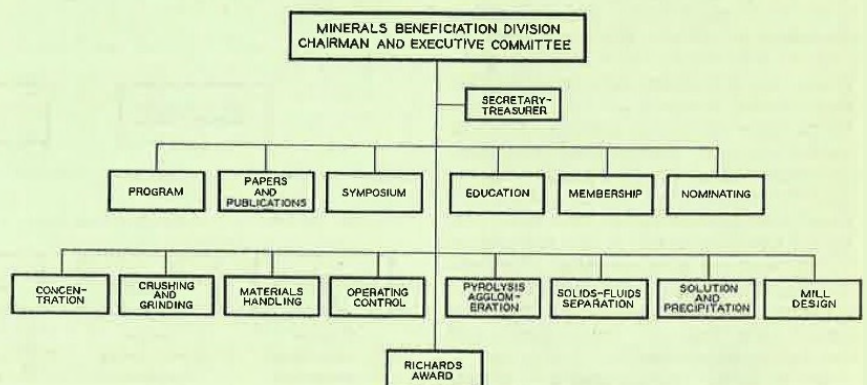 MINERALS BENEFICIATION DIVISION
CHAIRMAN AND EXECUTIVE COMMITTEE
SECRETARY-
TREASURER
PROGRAM
PAPERS
AND
PUBLICATIONS
SYMPOSIUM
EDUCATION
MEMBERSHIP
NOMINATING
CONCEN-
TRATION
CRUSHING
AND
GRINDING
MATERIALS
HANDLING
OPERATING
CONTROL
PYROLYSIS
AGGLOM-
ERATION
SOLIDS-FLUIDS
SEPARATION
SOLUTION
AND
PRECIPITATION
MILL
DESIGN
RICHARDS
AWARD